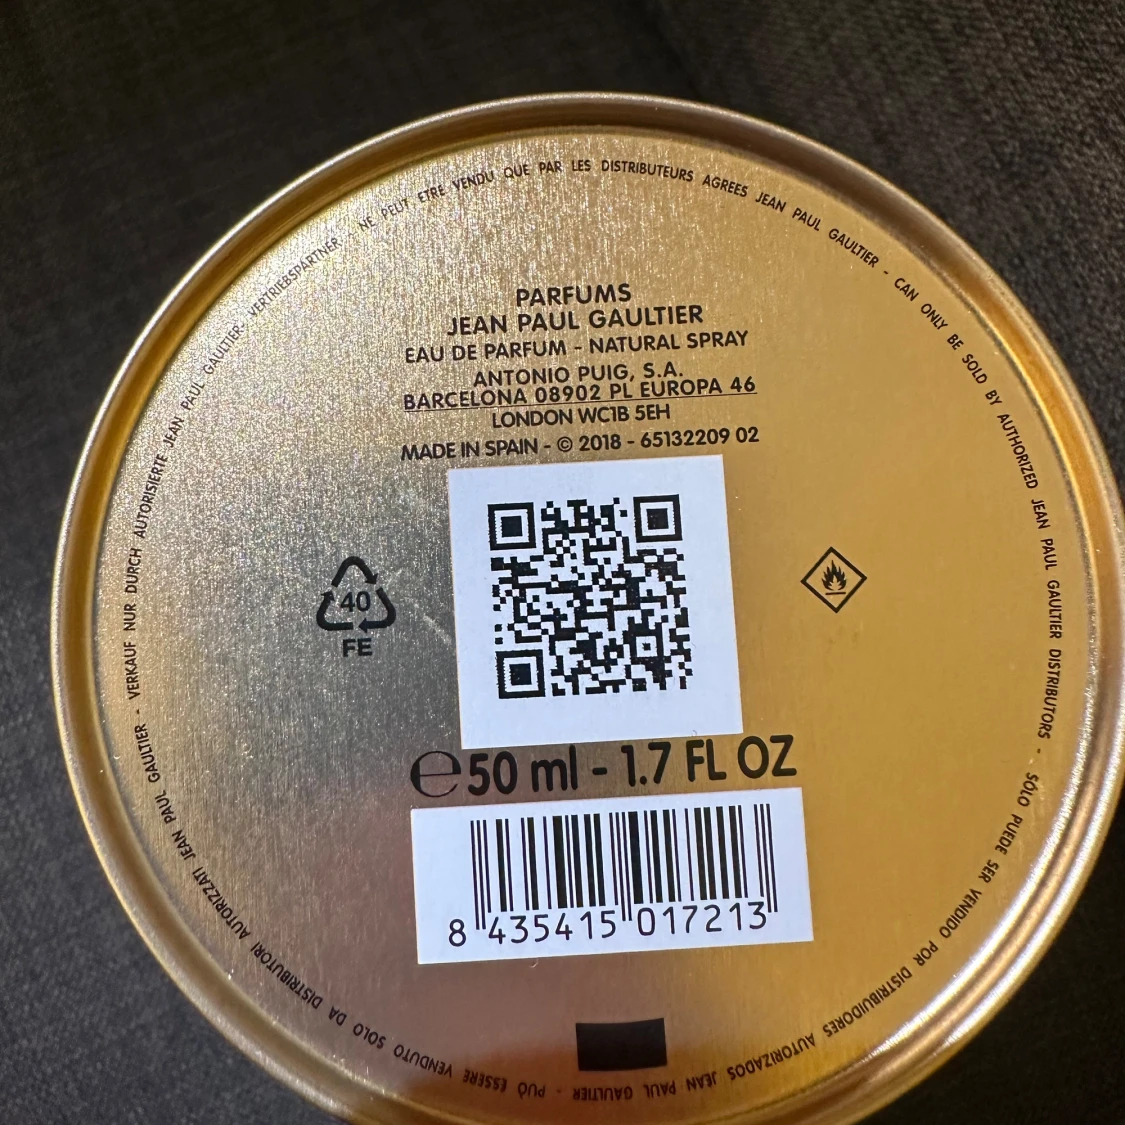 NE PEUT ETRE VENDU QUE PAR LES DISTRIBUTEURS AGREES JEAN PAUL GAULTIER - CAN ONLY BE SOLD BY AUTHORIZED JEAN PAUL GAULTIER DISTRIBUTORS - SÓLO PUEDE SER VENDIDO POR DISTRIBUIDORES AUTORIZADOS JEAN PAUL GAULTIER - PUÓ ESSERE VENDUTO SOLO DA DISTRIBUTORI AUTORIZZATI JEAN PAUL GAULTIER - VERKAUF NUR DURCH AUTORISIERTE JEAN PAUL GAULTIER- VERTRIEBSPARTNER -
PARFUMS
JEAN PAUL GAULTIER
EAU DE PARFUM - NATURAL SPRAY
ANTONIO PUIG, S.A.
BARCELONA 08902 PL EUROPA 46
LONDON WC1B 5EH
MADE IN SPAIN - © 2018 - 65132209 02
40
FE
℮50 ml - 1.7 FL OZ
8 435415 017213